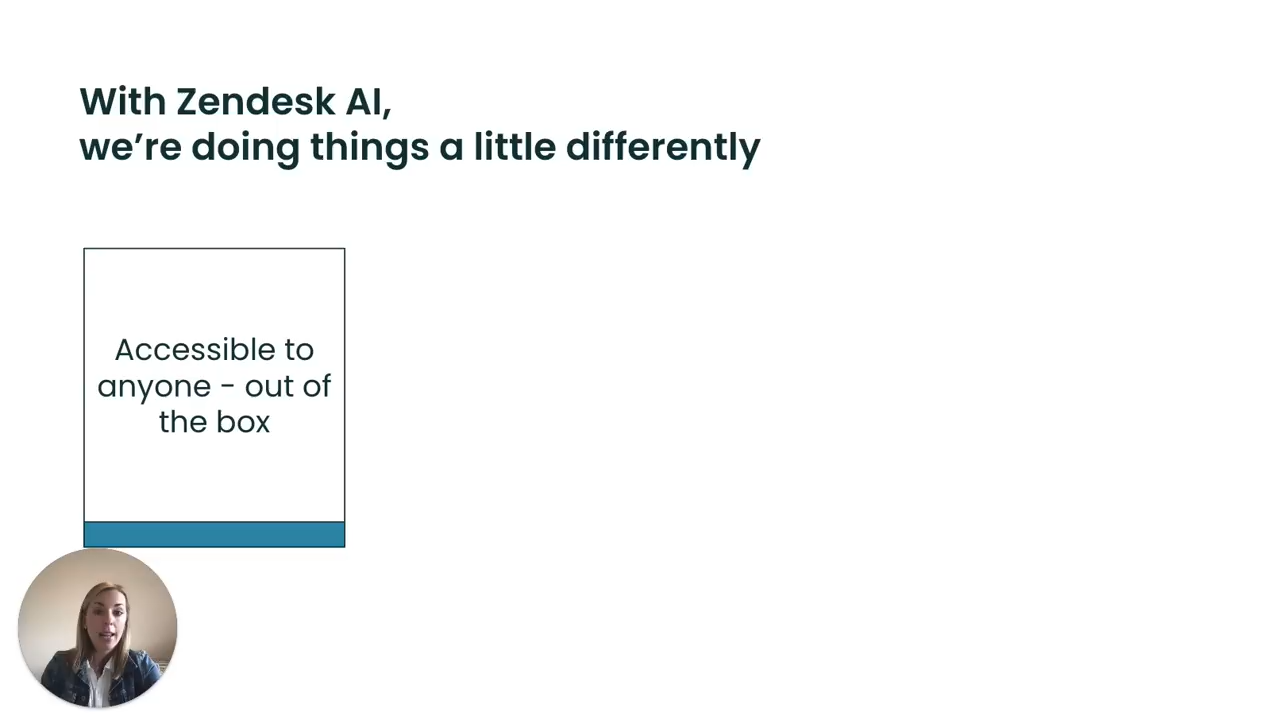 With Zendesk AI,
we’re doing things a little differently
Accessible to
anyone - out of
the box